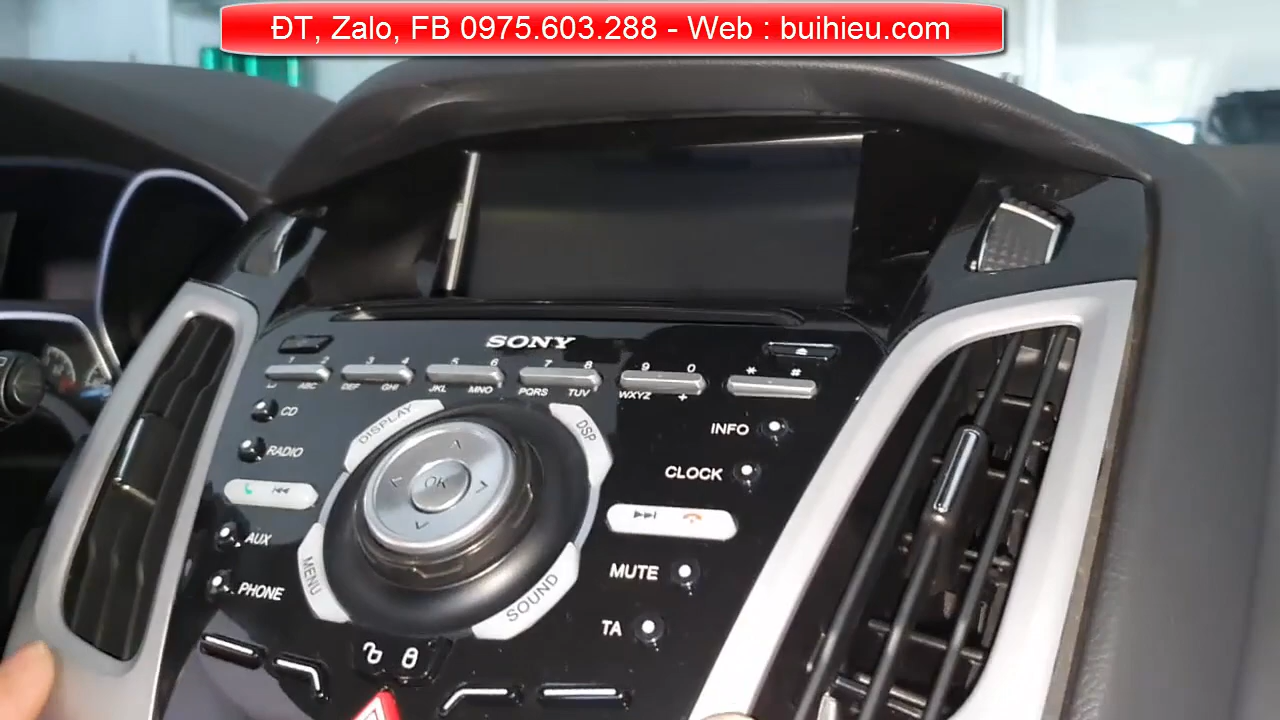 ĐT, Zalo, FB 0975.603.288 - Web : buihieu.com
SONY
1 2 3 4 5 6 7 8 9 0 * #
ABC DEF GHI JKL MNO PQRS TUV WXYZ +
CD
DISPLAY
DSP
INFO
RADIO
OK
CLOCK
AUX
MENU
MUTE
PHONE
SOUND
TA